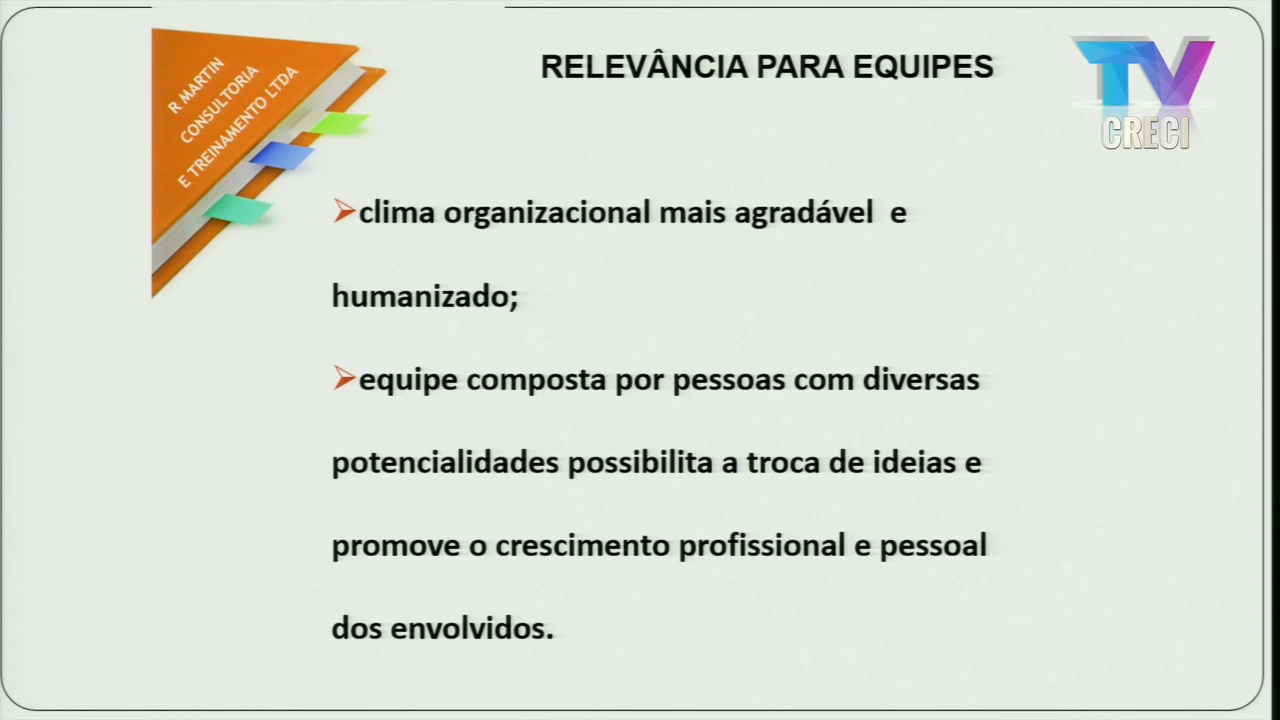 R MARTIN
CONSULTORIA
E TREINAMENTO LTDA
RELEVÂNCIA PARA EQUIPES
TV
CRECI
➢clima organizacional mais agradável e
humanizado;
➢equipe composta por pessoas com diversas
potencialidades possibilita a troca de ideias e
promove o crescimento profissional e pessoal
dos envolvidos.